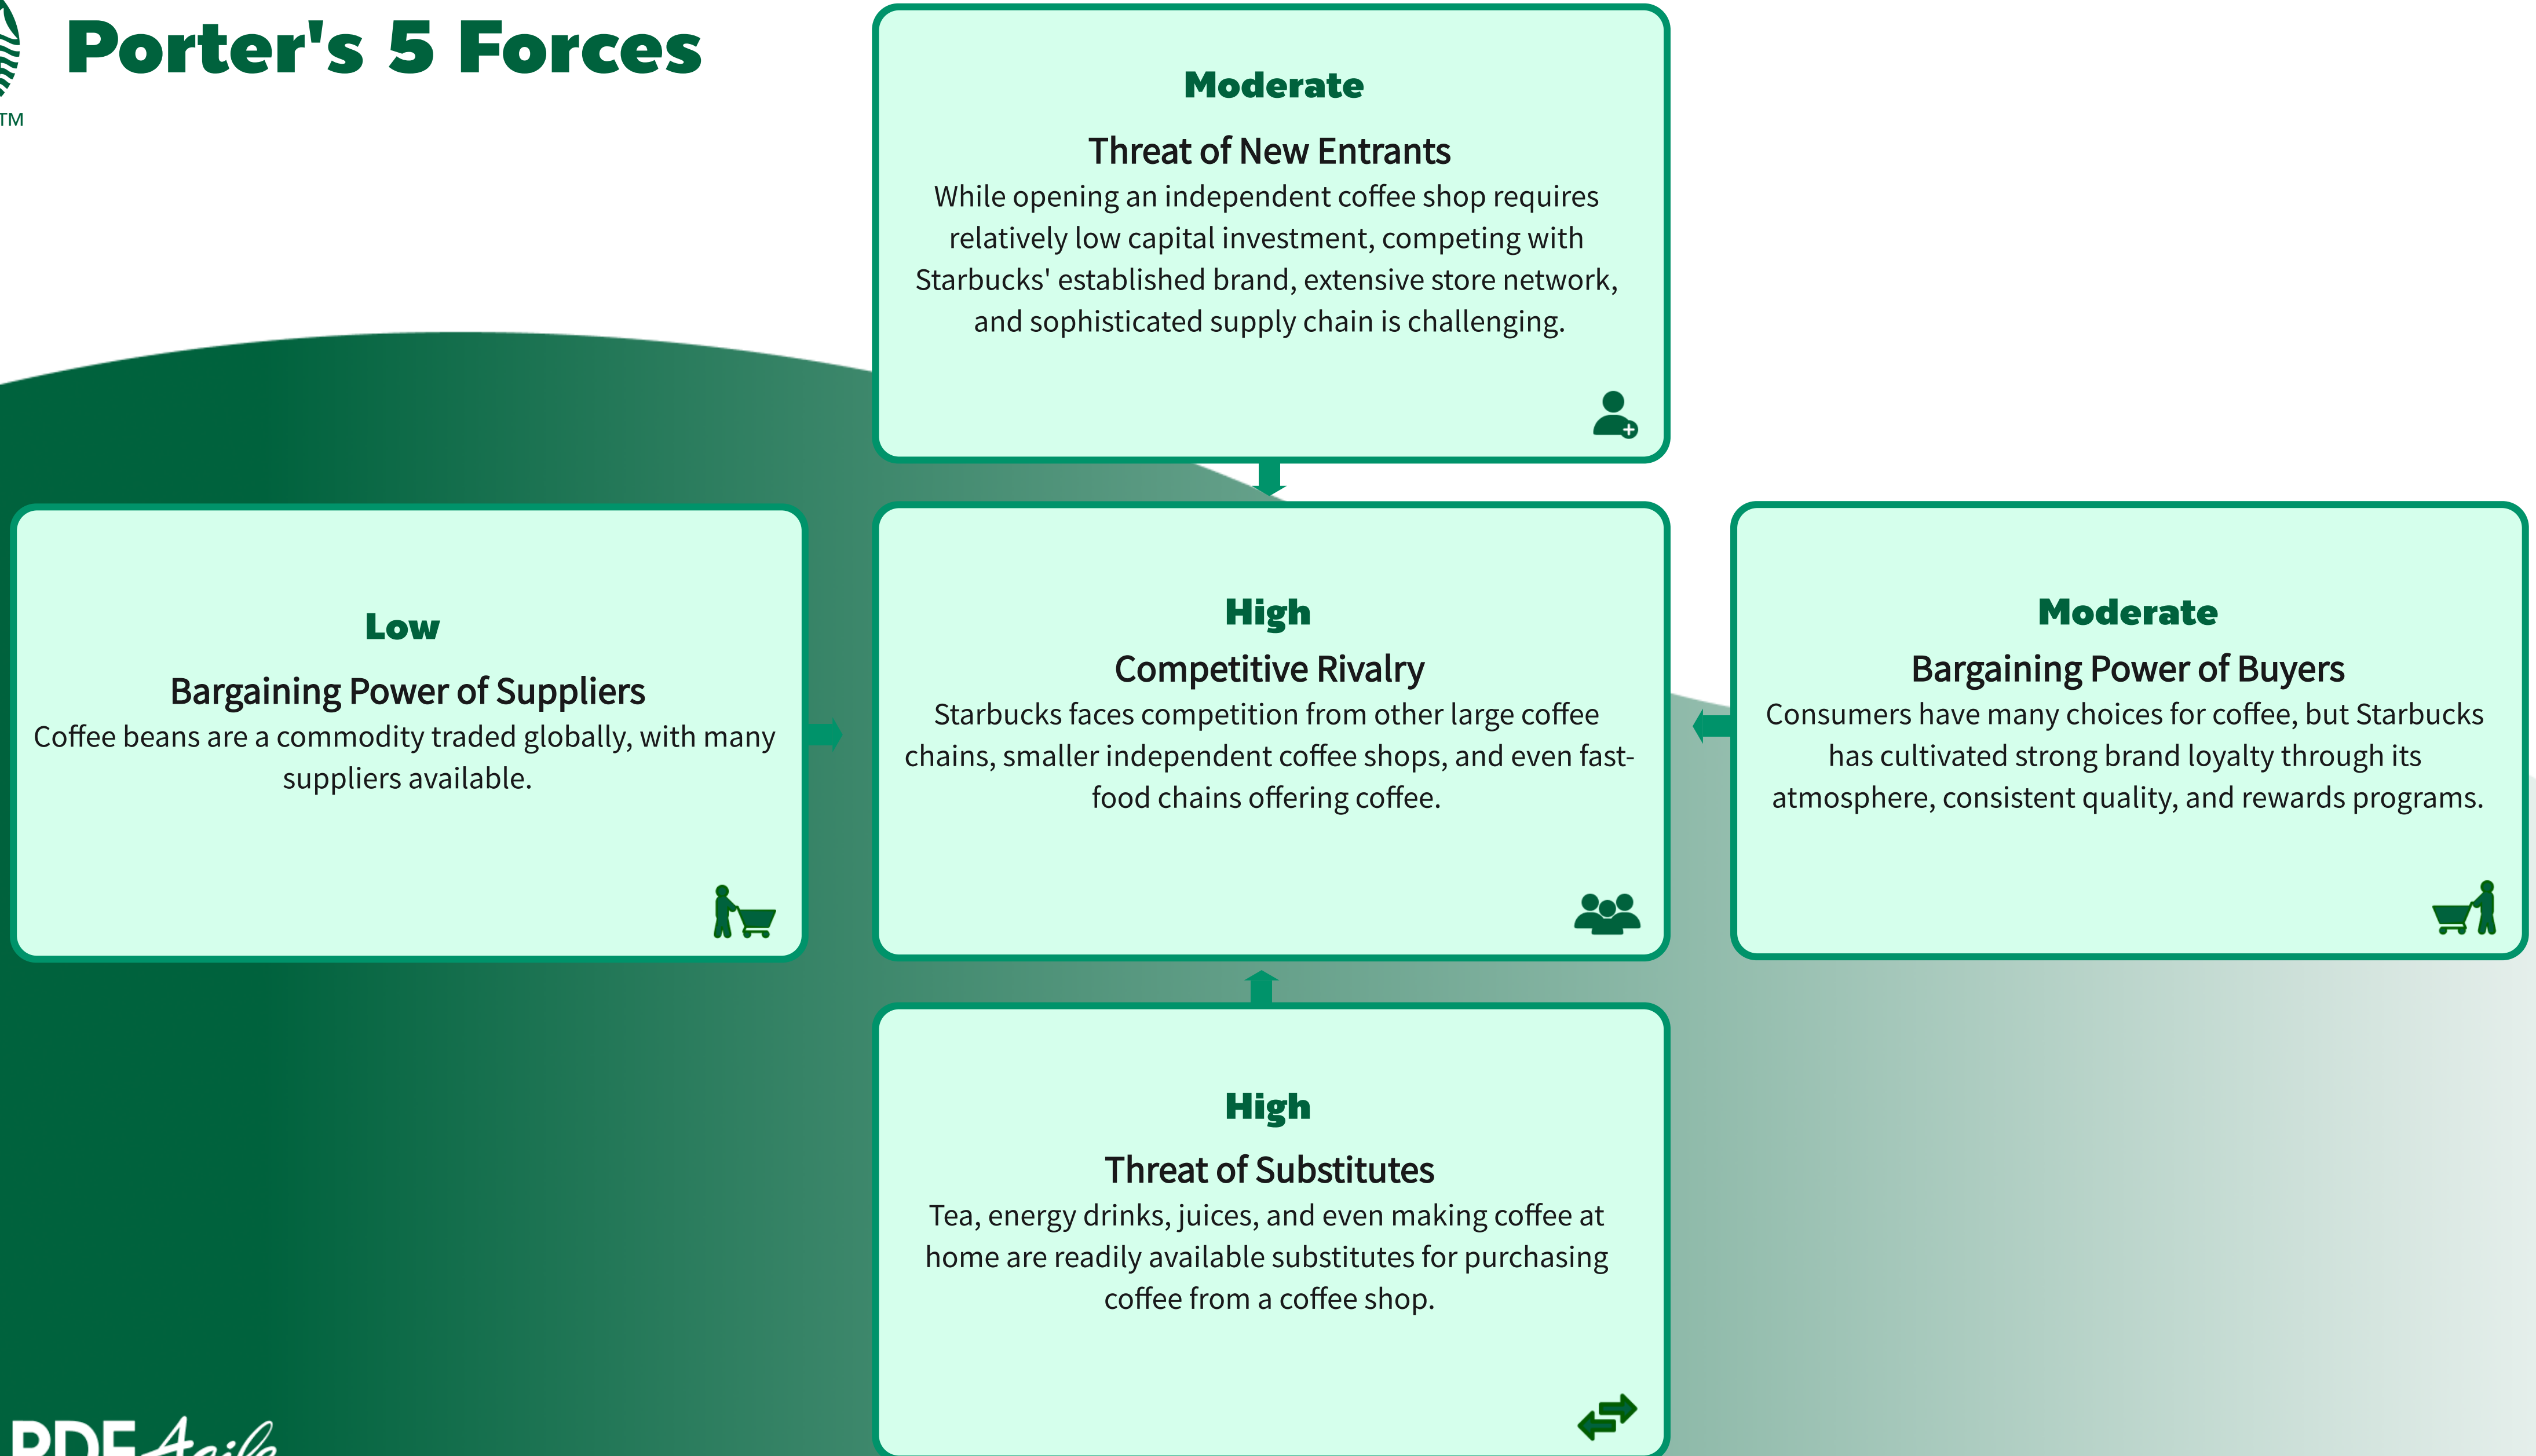 TM
Porter's 5 Forces
Moderate
Threat of New Entrants
While opening an independent coffee shop requires
relatively low capital investment, competing with
Starbucks' established brand, extensive store network,
and sophisticated supply chain is challenging.
Low
Bargaining Power of Suppliers
Coffee beans are a commodity traded globally, with many
suppliers available.
High
Competitive Rivalry
Starbucks faces competition from other large coffee
chains, smaller independent coffee shops, and even fast-
food chains offering coffee.
Moderate
Bargaining Power of Buyers
Consumers have many choices for coffee, but Starbucks
has cultivated strong brand loyalty through its
atmosphere, consistent quality, and rewards programs.
High
Threat of Substitutes
Tea, energy drinks, juices, and even making coffee at
home are readily available substitutes for purchasing
coffee from a coffee shop.
PDF Agile